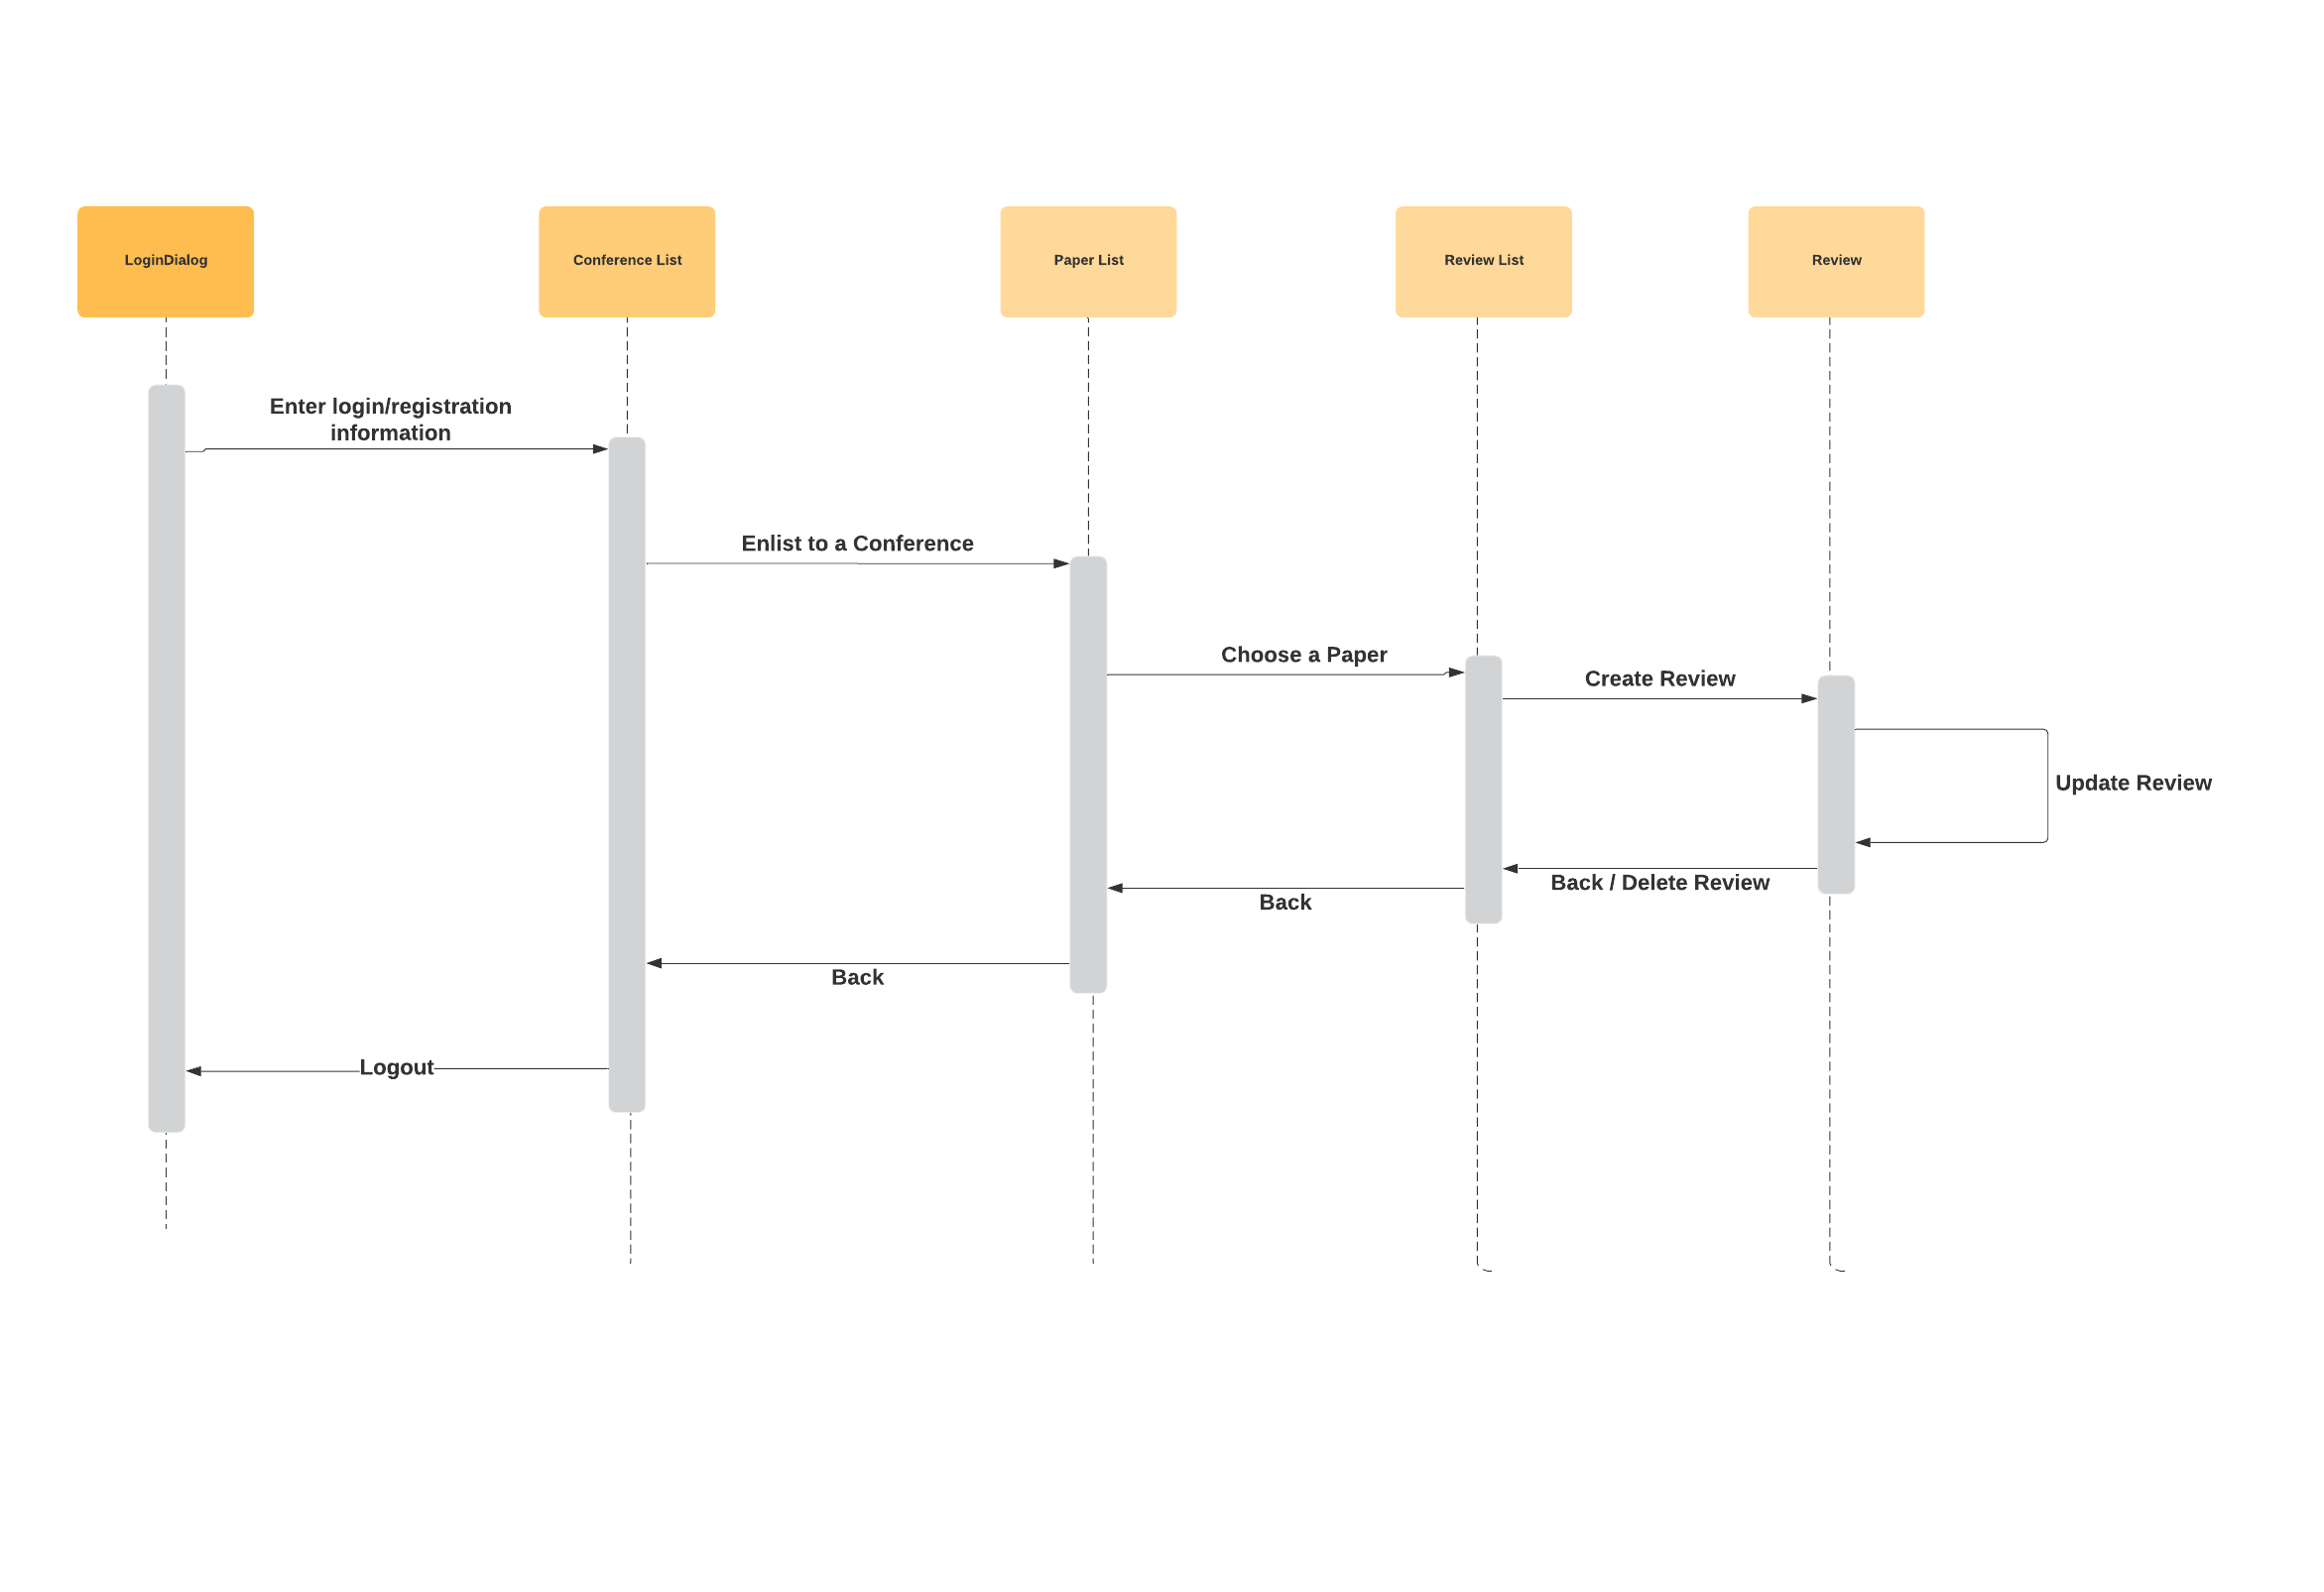 LoginDialog
Conference List
Paper List
Review List
Review
Enter login/registration
information
Enlist to a Conference
Choose a Paper
Create Review
Update Review
Back / Delete Review
Back
Back
Logout